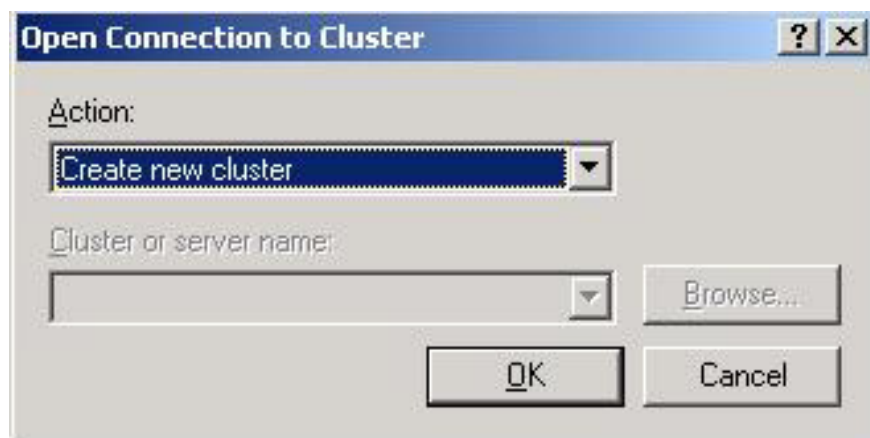 Open Connection to Cluster
Action:
Create new cluster
Cluster or server name:
Browse...
OK
Cancel